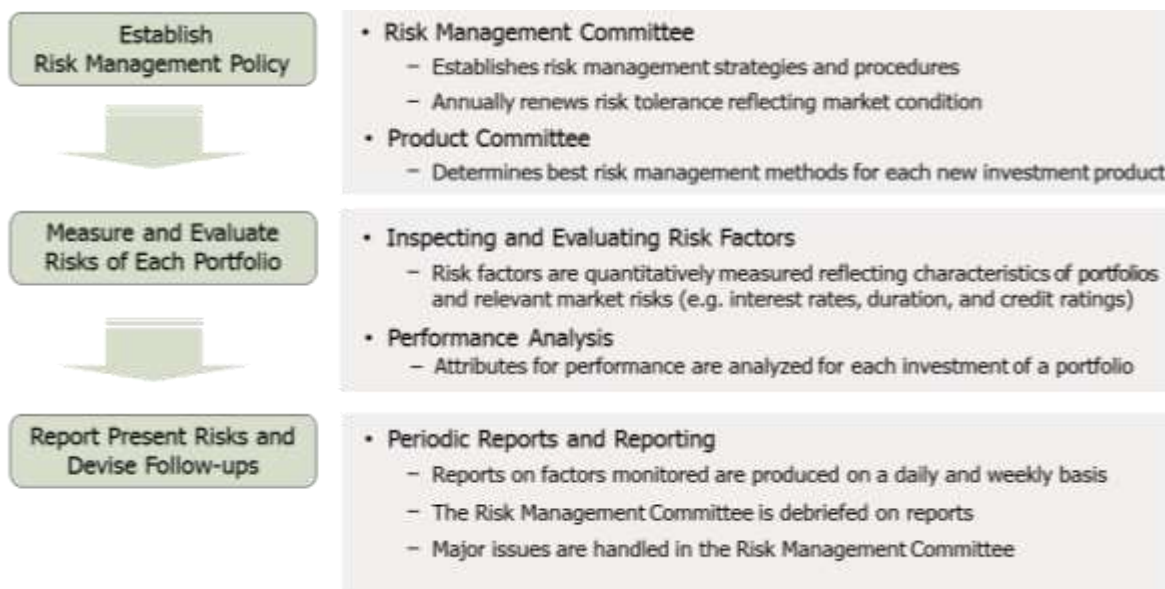 Establish
Risk Management Policy
• Risk Management Committee
– Establishes risk management strategies and procedures
– Annually renews risk tolerance reflecting market condition
• Product Committee
– Determines best risk management methods for each new investment product
Measure and Evaluate
Risks of Each Portfolio
• Inspecting and Evaluating Risk Factors
– Risk factors are quantitatively measured reflecting characteristics of portfolios
and relevant market risks (e.g. interest rates, duration, and credit ratings)
• Performance Analysis
– Attributes for performance are analyzed for each investment of a portfolio
Report Present Risks and
Devise Follow-ups
• Periodic Reports and Reporting
– Reports on factors monitored are produced on a daily and weekly basis
– The Risk Management Committee is debriefed on reports
– Major issues are handled in the Risk Management Committee